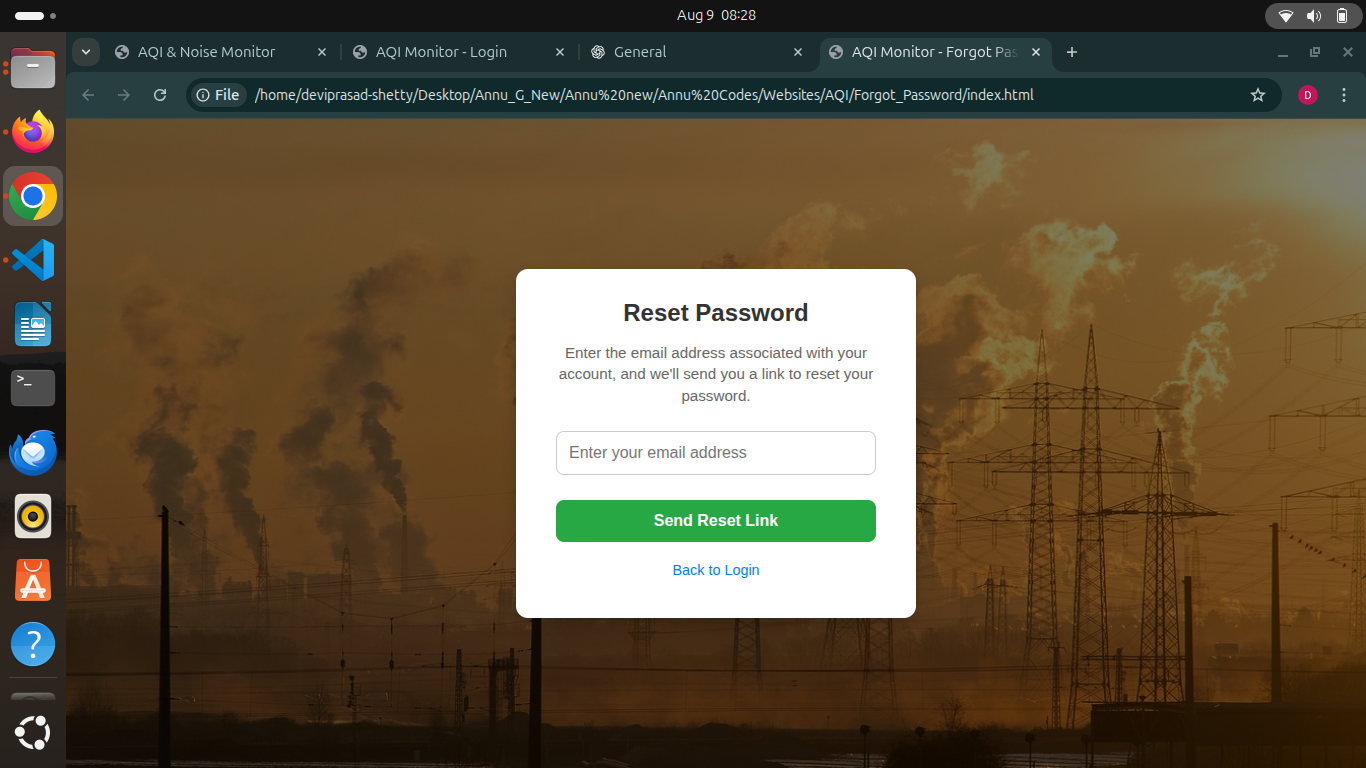 Aug 9 08:28
AQI & Noise Monitor
AQI Monitor - Login
General
AQI Monitor - Forgot Pas
File
/home/deviprasad-shetty/Desktop/Annu_G_New/Annu%20new/Annu%20Codes/Websites/AQI/Forgot_Password/index.html
D
>_
Reset Password
Enter the email address associated with your
account, and we'll send you a link to reset your
password.
Enter your email address
Send Reset Link
Back to Login